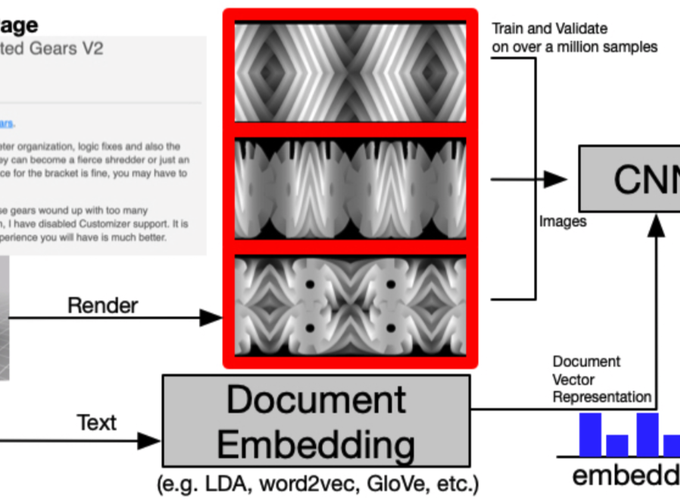 age
ted Gears V2
ars.
eter organization, logic fixes and also the
ey can become a fierce shredder or just an
ce for the bracket is fine, you may have to
se gears wound up with too many
n, I have disabled Customizer support. It is
perience you will have is much better.
Train and Validate
on over a million samples
CNN
Images
Render
Document
Vector
Representation
Text
Document
Embedding
(e.g. LDA, word2vec, GloVe, etc.)
embedd